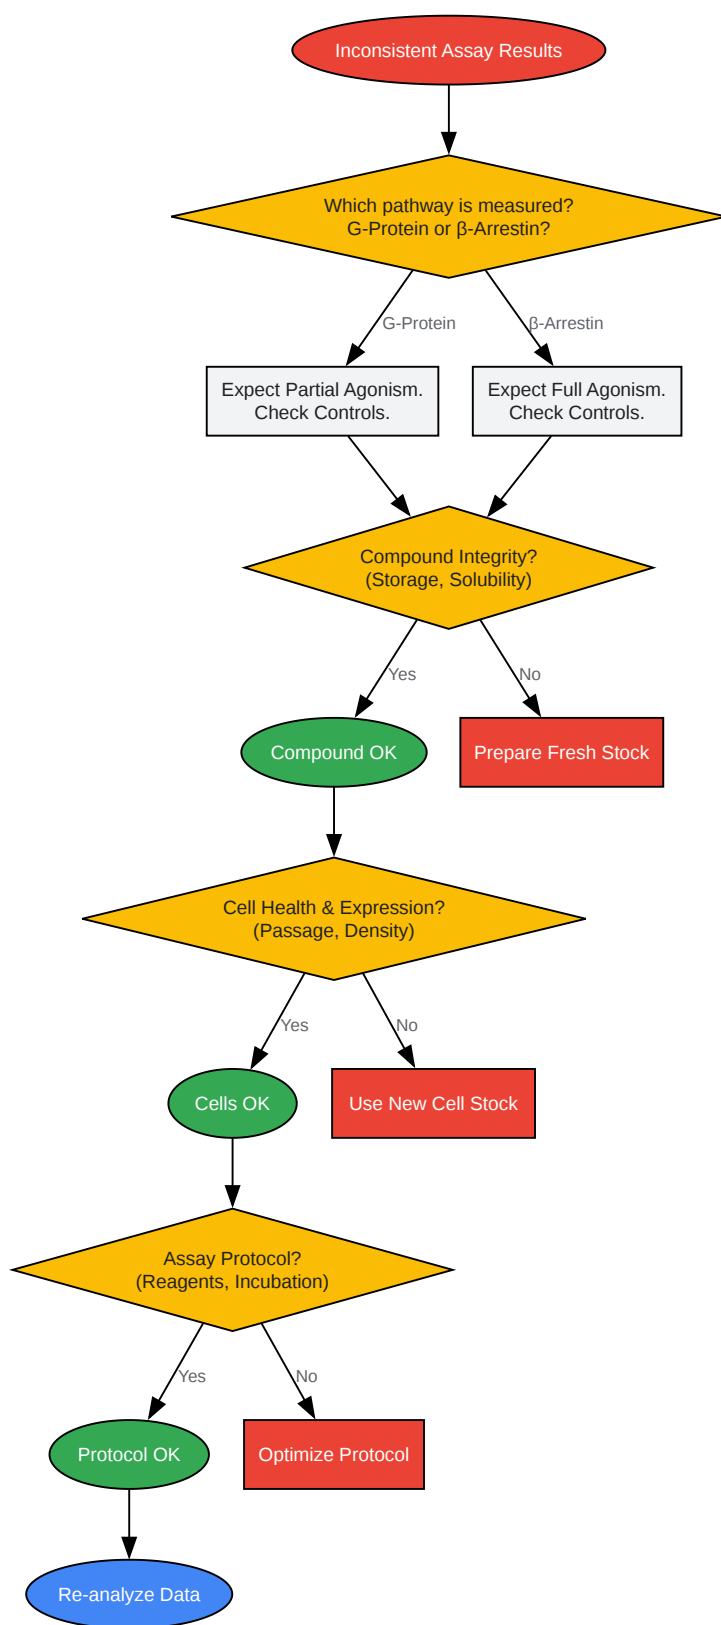 Inconsistent Assay Results
Which pathway is measured?
G-Protein or β-Arrestin?
G-Protein
β-Arrestin
Expect Partial Agonism.
Check Controls.
Expect Full Agonism.
Check Controls.
Compound Integrity?
(Storage, Solubility)
Yes
No
Compound OK
Prepare Fresh Stock
Cell Health & Expression?
(Passage, Density)
Yes
No
Cells OK
Use New Cell Stock
Assay Protocol?
(Reagents, Incubation)
Yes
No
Protocol OK
Optimize Protocol
Re-analyze Data